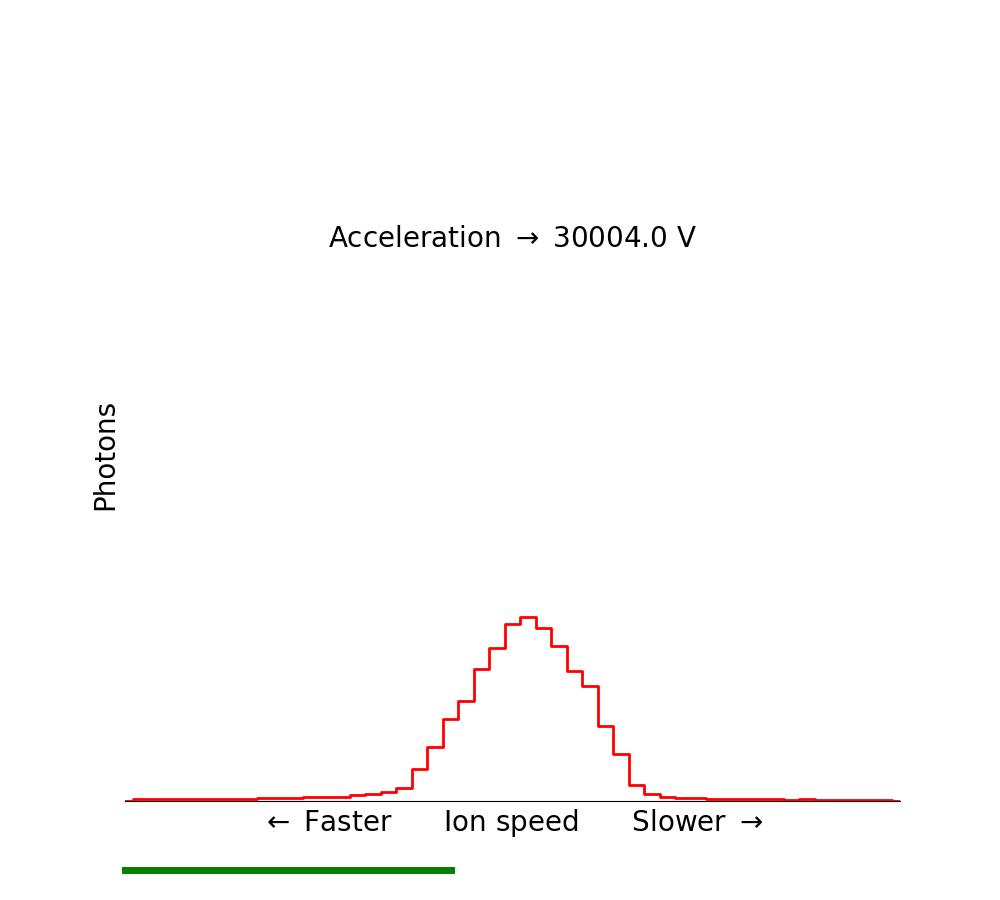 Acceleration → 30004.0 V
Photons
← Faster Ion speed Slower →